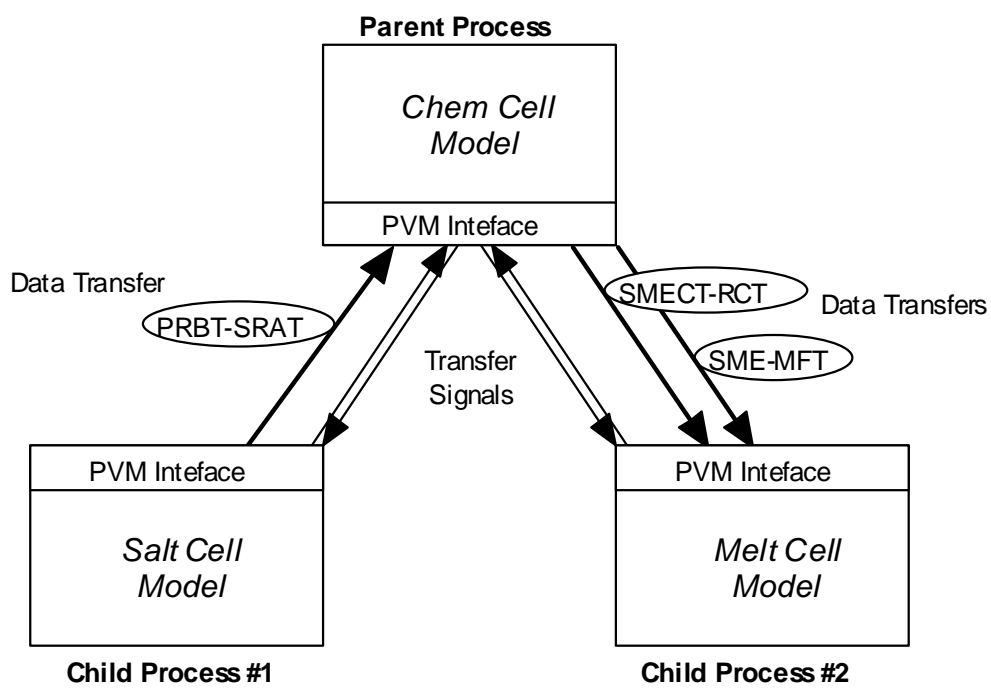 Parent Process
Chem Cell
Model
PVM Inteface
Data Transfer
SMECT-RCT
Data Transfers
PRBT-SRAT
SME-MFT
Transfer
Signals
PVM Inteface
PVM Inteface
Salt Cell
Model
Melt Cell
Model
Child Process #1
Child Process #2